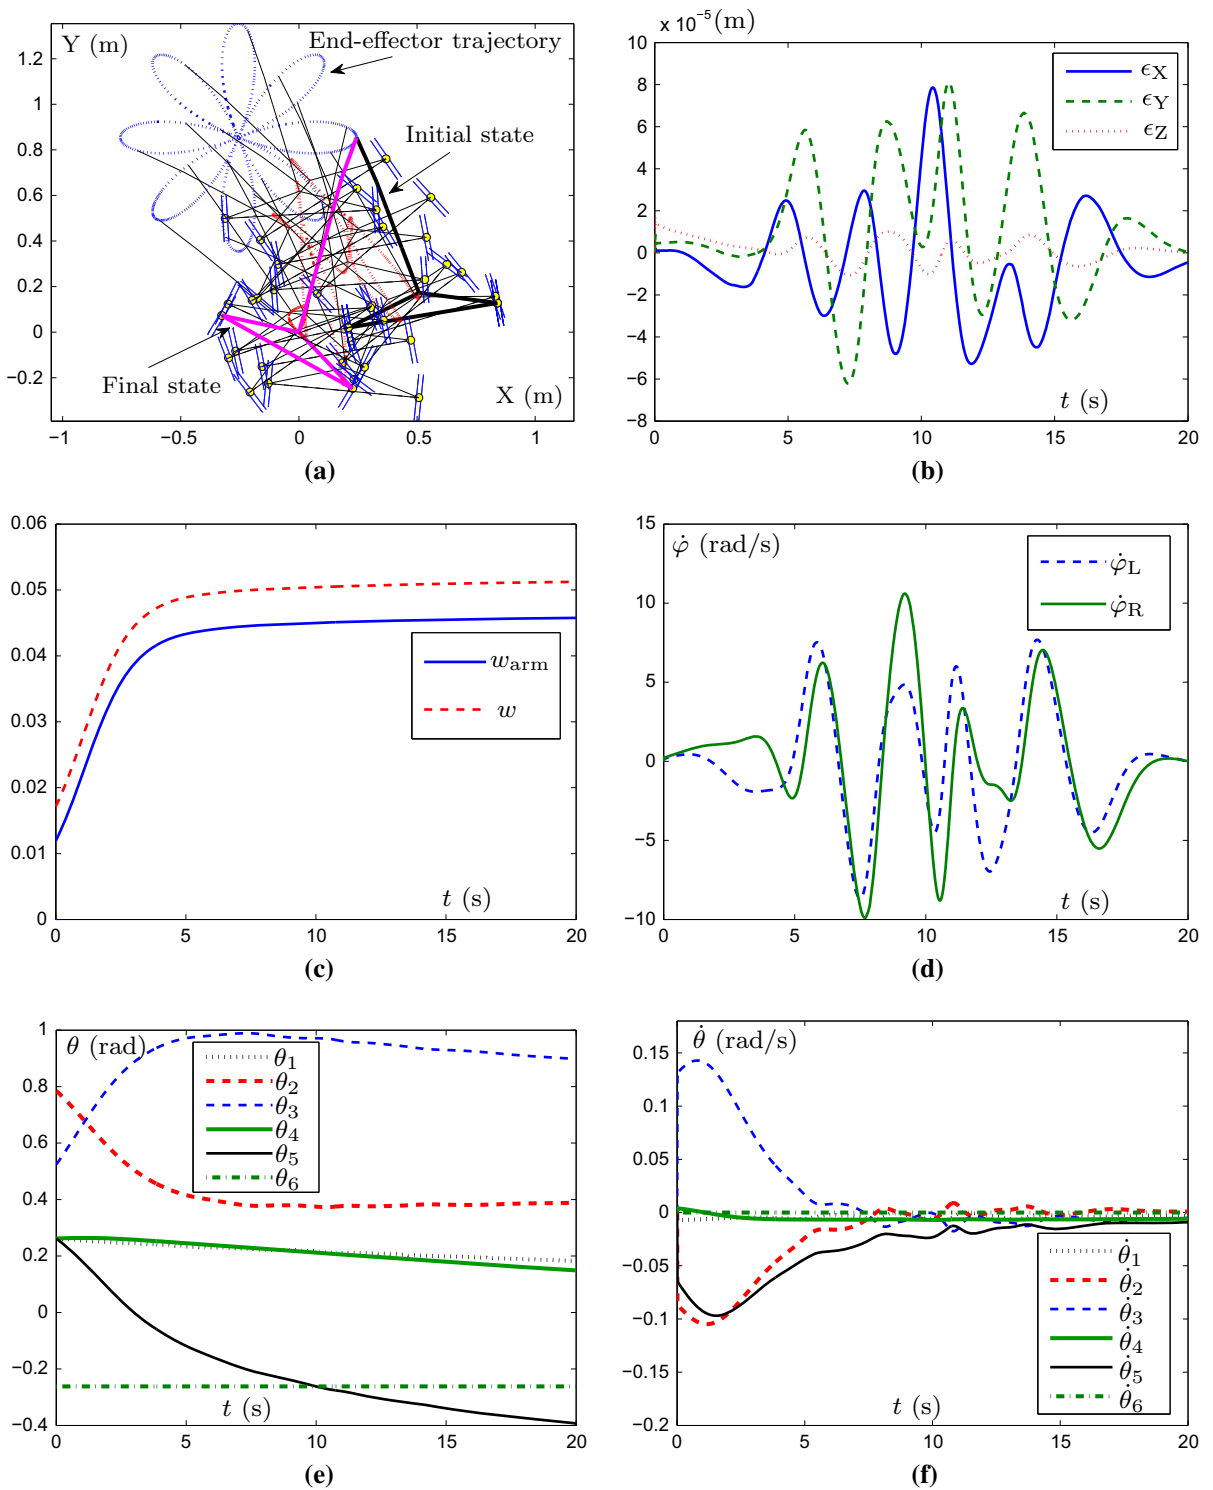 Y (m)
End-effector trajectory
Initial state
Final state
X (m)
1.2
1
0.8
0.6
0.4
0.2
0
−0.2
−1 −0.5 0 0.5 1
(a)
x 10⁻⁵ (m)
10
8
6
4
2
0
−2
−4
−6
−8
0 5 10 15 20
ϵX
ϵY
ϵZ
t (s)
(b)
0.06
0.05
0.04
0.03
0.02
0.01
0
0 5 10 15 20
w_arm
w
t (s)
(c)
φ̇ (rad/s)
15
10
5
0
−5
−10
0 5 10 15 20
φ̇L
φ̇R
t (s)
(d)
θ (rad)
1
0.8
0.6
0.4
0.2
0
−0.2
−0.4
0 5 10 15 20
θ1
θ2
θ3
θ4
θ5
θ6
t (s)
(e)
θ̇ (rad/s)
0.15
0.1
0.05
0
−0.05
−0.1
−0.15
−0.2
0 5 10 15 20
θ̇1
θ̇2
θ̇3
θ̇4
θ̇5
θ̇6
t (s)
(f)